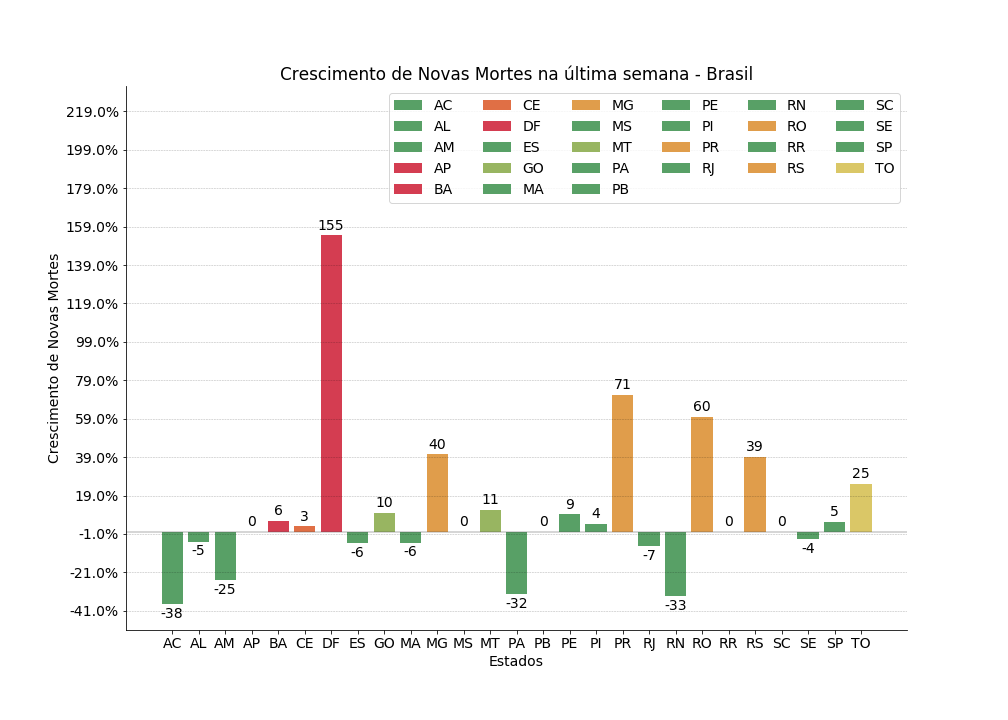 Crescimento de Novas Mortes na última semana - Brasil
219.0%
199.0%
179.0%
159.0%
139.0%
119.0%
99.0%
79.0%
59.0%
39.0%
19.0%
-1.0%
-21.0%
-41.0%
Crescimento de Novas Mortes
AC CE MG PE RN SC
AL DF MS PI RO SE
AM ES MT PR RR SP
AP GO PA RJ RS TO
BA MA PB
-38 -5 -25 0 6 3 155 -6 10 -6 40 0 11 -32 0 9 4 71 -7 -33 60 0 39 0 -4 5 25
AC AL AM AP BA CE DF ES GO MA MG MS MT PA PB PE PI PR RJ RN RO RR RS SC SE SP TO
Estados